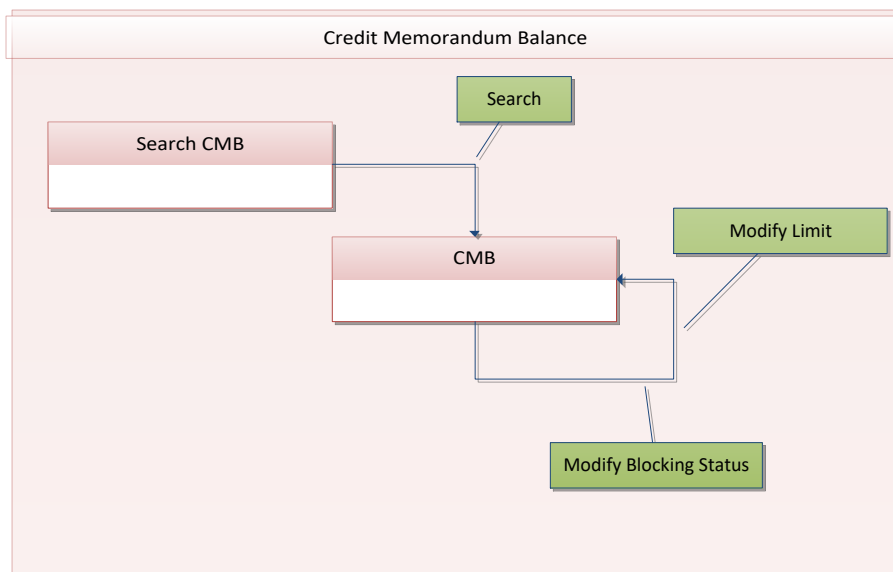 Credit Memorandum Balance
Search
Search CMB
Modify Limit
CMB
Modify Blocking Status